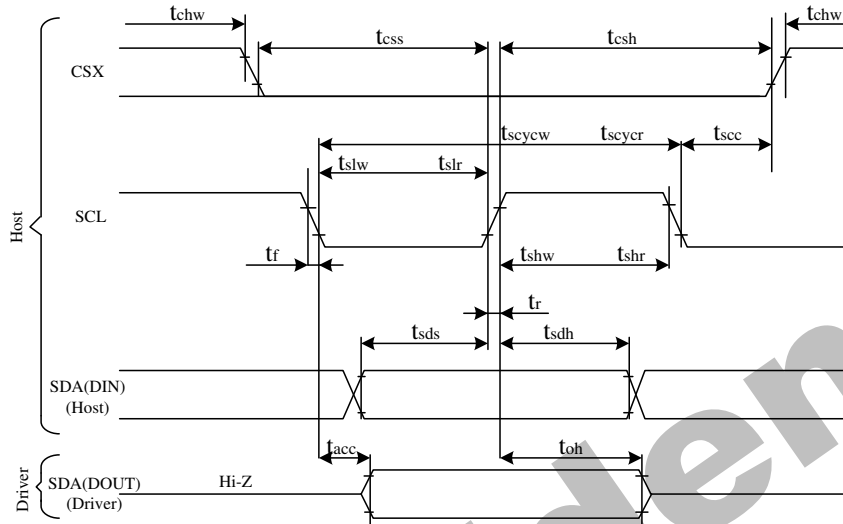 tchw
tcss
tcsh
tchw
CSX
tscycw
tscycr
tscc
tslw
tslr
SCL
Host
tf
tshw
tshr
tr
tsds
tsdh
SDA(DIN)
(Host)
tacc
toh
Driver
SDA(DOUT)
(Driver)
Hi-Z
iden